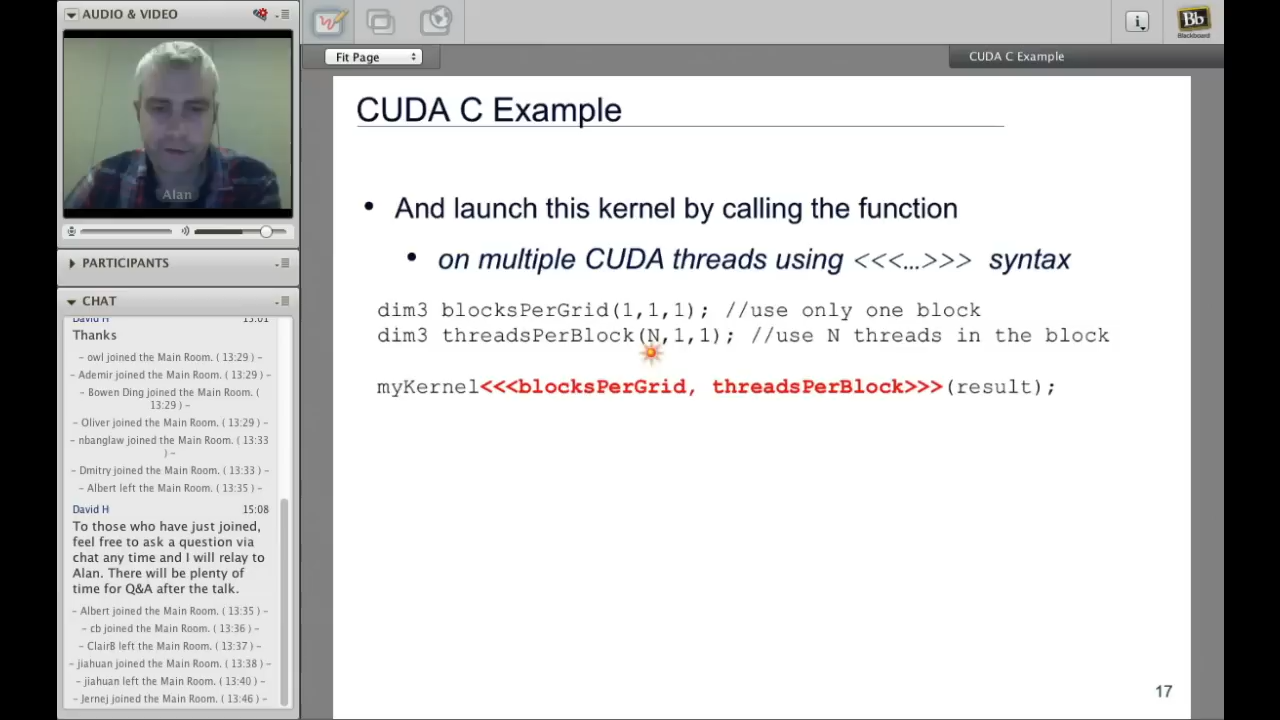 AUDIO & VIDEO
Alan
PARTICIPANTS
CHAT
David H 15:01
Thanks
– owl joined the Main Room. ( 13:29 ) –
– Ademir joined the Main Room. ( 13:29 ) –
– Bowen Ding joined the Main Room. (
13:29 ) –
– Oliver joined the Main Room. ( 13:29 ) –
– nbanglaw joined the Main Room. ( 13:33
) –
– Dmitry joined the Main Room. ( 13:33 ) –
– Albert left the Main Room. ( 13:35 ) –
David H 15:08
To those who have just joined,
feel free to ask a question via
chat any time and I will relay to
Alan. There will be plenty of
time for Q&A after the talk.
– Albert joined the Main Room. ( 13:35 ) –
– cb joined the Main Room. ( 13:36 ) –
– ClairB left the Main Room. ( 13:37 ) –
– jiahuan joined the Main Room. ( 13:38 ) –
– jiahuan left the Main Room. ( 13:40 ) –
– Jernej joined the Main Room. ( 13:46 ) –
i
Bb
Blackboard
Fit Page
CUDA C Example
CUDA C Example
• And launch this kernel by calling the function
• on multiple CUDA threads using <<<…>>> syntax
dim3 blocksPerGrid(1,1,1); //use only one block
dim3 threadsPerBlock(N,1,1); //use N threads in the block
myKernel<<<blocksPerGrid, threadsPerBlock>>>(result);
17